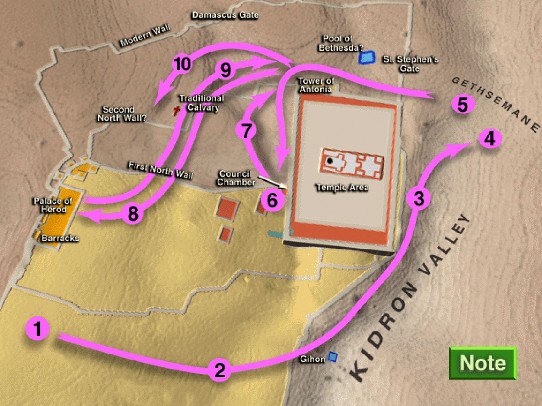 Damascus Gate
Modern Wall
Pool of
Bethesda?
St. Stephen's
Gate
10
9
Tower of
Antonia
GETHSEMANE
5
Second
North Wall?
Traditional
Calvary
7
4
First North Wall
Council
Chamber
Temple Area
6
3
Palace of
Herod
8
Barracks
KIDRON VALLEY
1
2
Gihon
Note